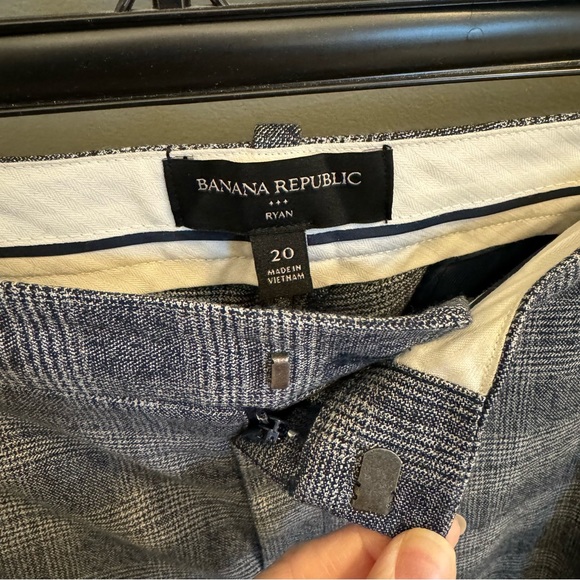 BANANA REPUBLIC
RYAN
20
MADE IN
VIETNAM